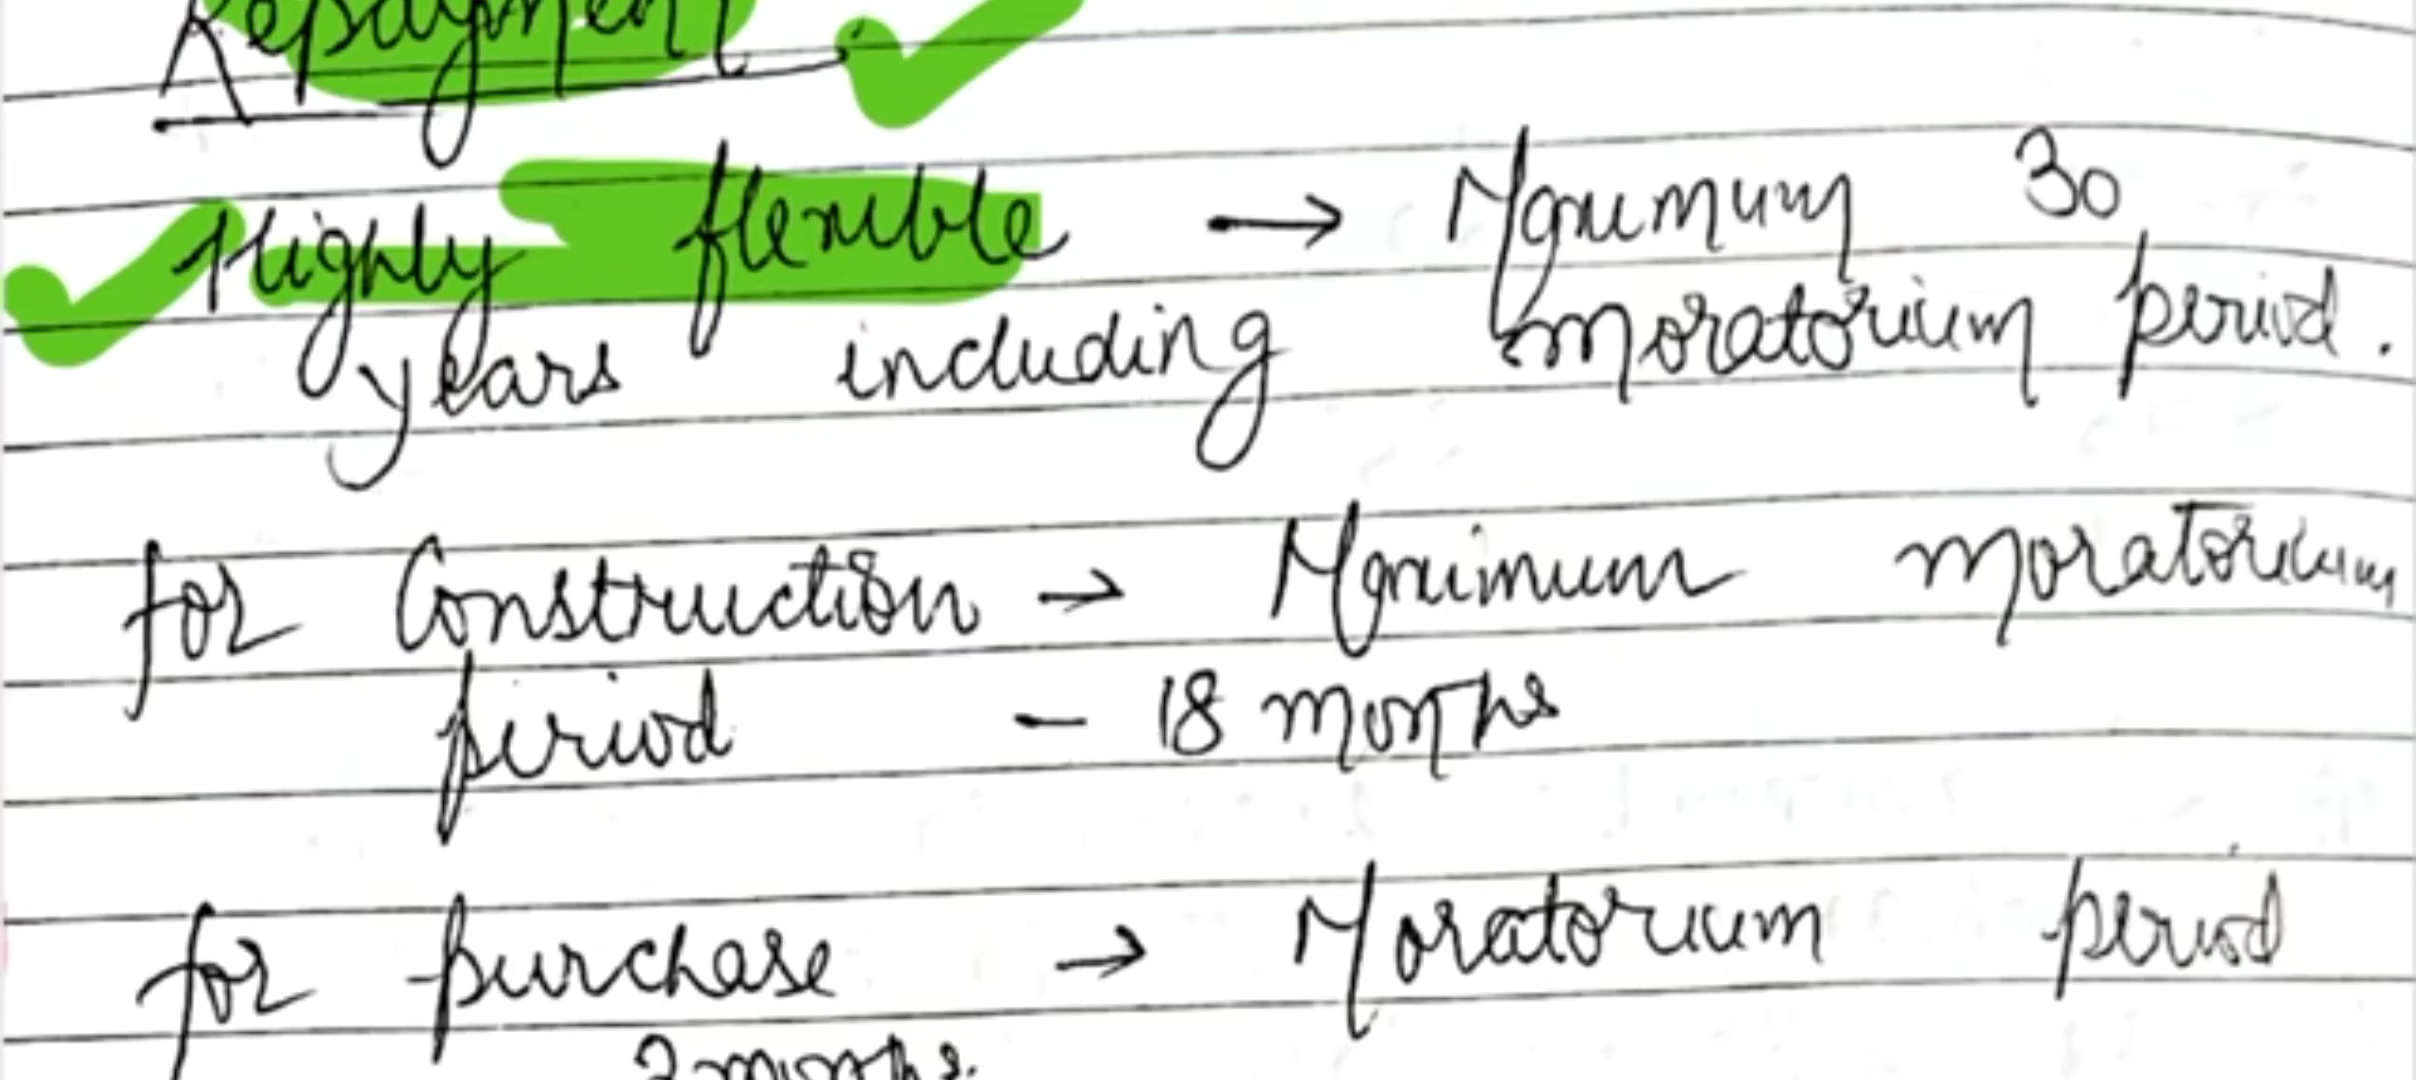 Repayment
Highly flexible → Maximum 30
years including moratorium period.
for Construction → Maximum moratorium
period - 18 months
for purchase → Moratorium period
months.